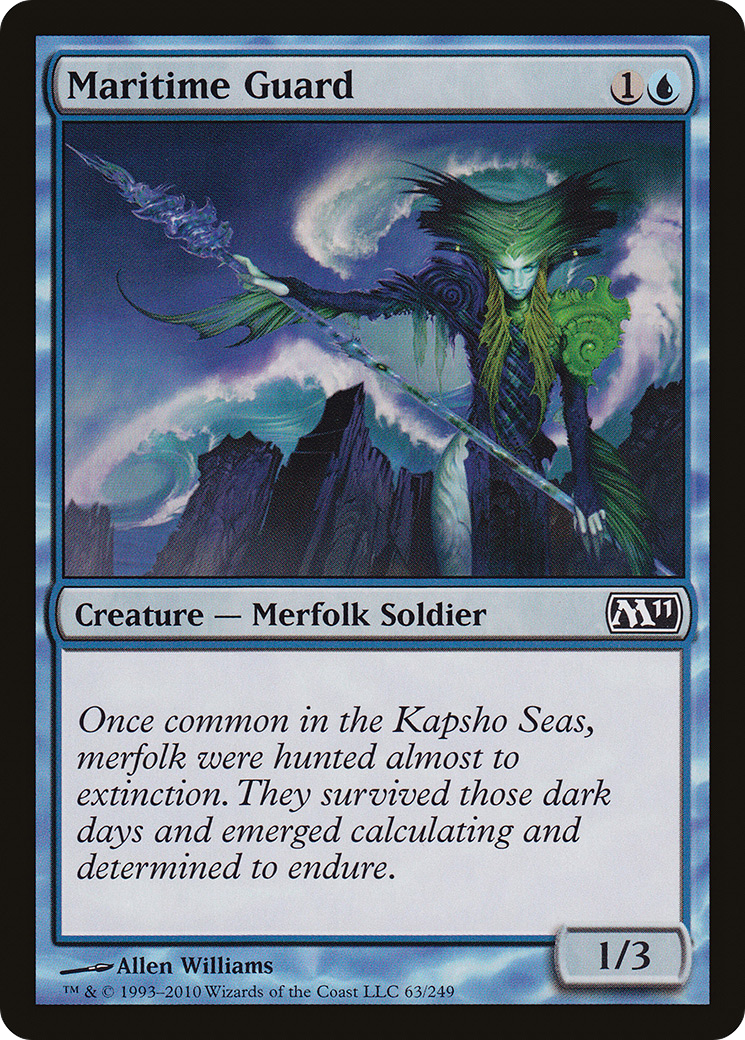 Maritime Guard 1
Creature — Merfolk Soldier M11
Once common in the Kapsho Seas,
merfolk were hunted almost to
extinction. They survived those dark
days and emerged calculating and
determined to endure.
1/3
Allen Williams
™ & © 1993–2010 Wizards of the Coast LLC 63/249